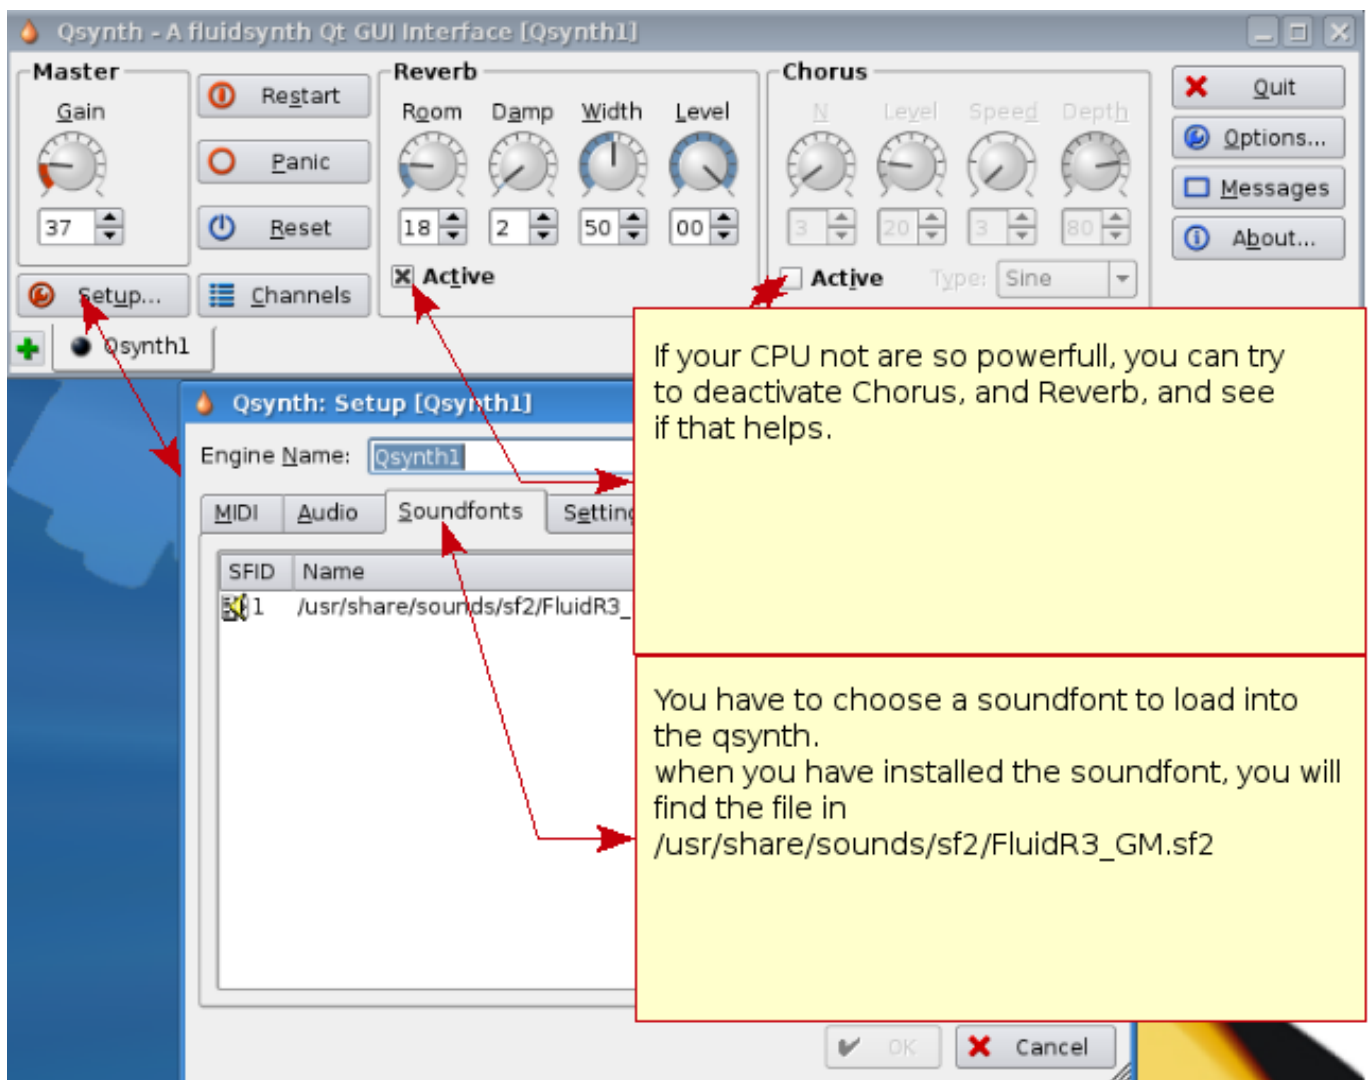 Qsynth - A fluidsynth Qt GUI Interface [Qsynth1]
Master
Gain
37
Restart
Panic
Reset
Setup...
Channels
Reverb
Room Damp Width Level
18 2 50 00
Active
Chorus
N Level Speed Depth
3 20 3 80
Active Type: Sine
Quit
Options...
Messages
About...
Qsynth1
If your CPU not are so powerfull, you can try
to deactivate Chorus, and Reverb, and see
if that helps.
Qsynth: Setup [Qsynth1]
Engine Name: Qsynth1
MIDI Audio Soundfonts Setting
SFID Name
1 /usr/share/sounds/sf2/FluidR3_
You have to choose a soundfont to load into
the qsynth.
when you have installed the soundfont, you will
find the file in
/usr/share/sounds/sf2/FluidR3_GM.sf2
OK Cancel